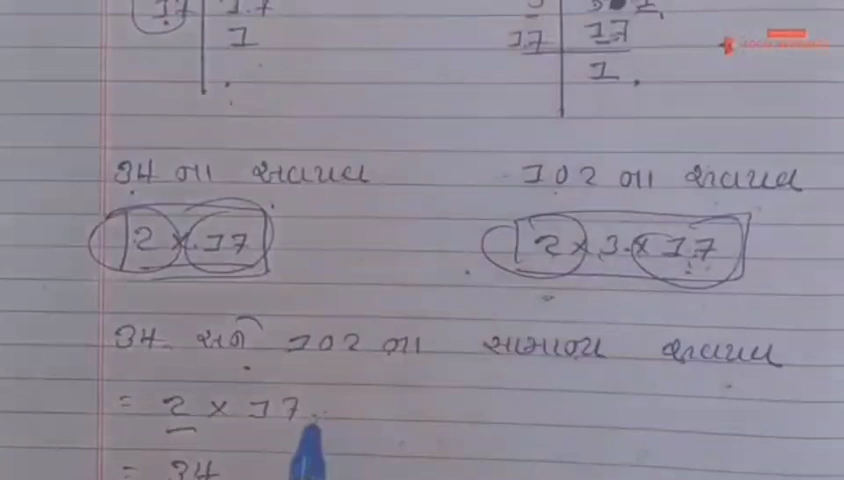 17 | 17
1
17 | 17
1
34 ના અવયવ
102 ના અવયવ
2 × 17
2 × 3 × 17
34 અને 102 ના સામાન્ય અવયવ
= 2 × 17
= 34